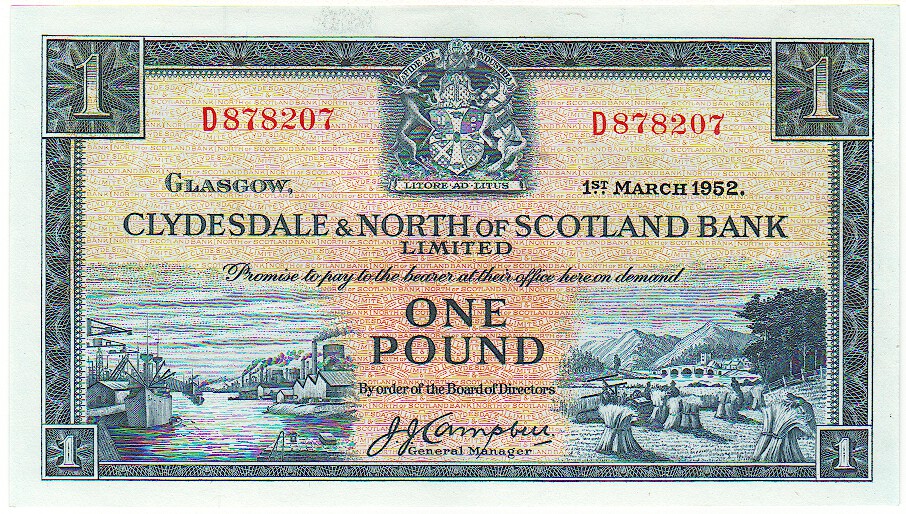 1 1
D878207 D878207
LITORE·AD·LITUS
GLASGOW, 1ST MARCH 1952.
CLYDESDALE & NORTH OF SCOTLAND BANK
LIMITED
Promise to pay to the bearer at their office here on demand
ONE
POUND
By order of the Board of Directors
J.J. Campbell.
General Manager
1 1